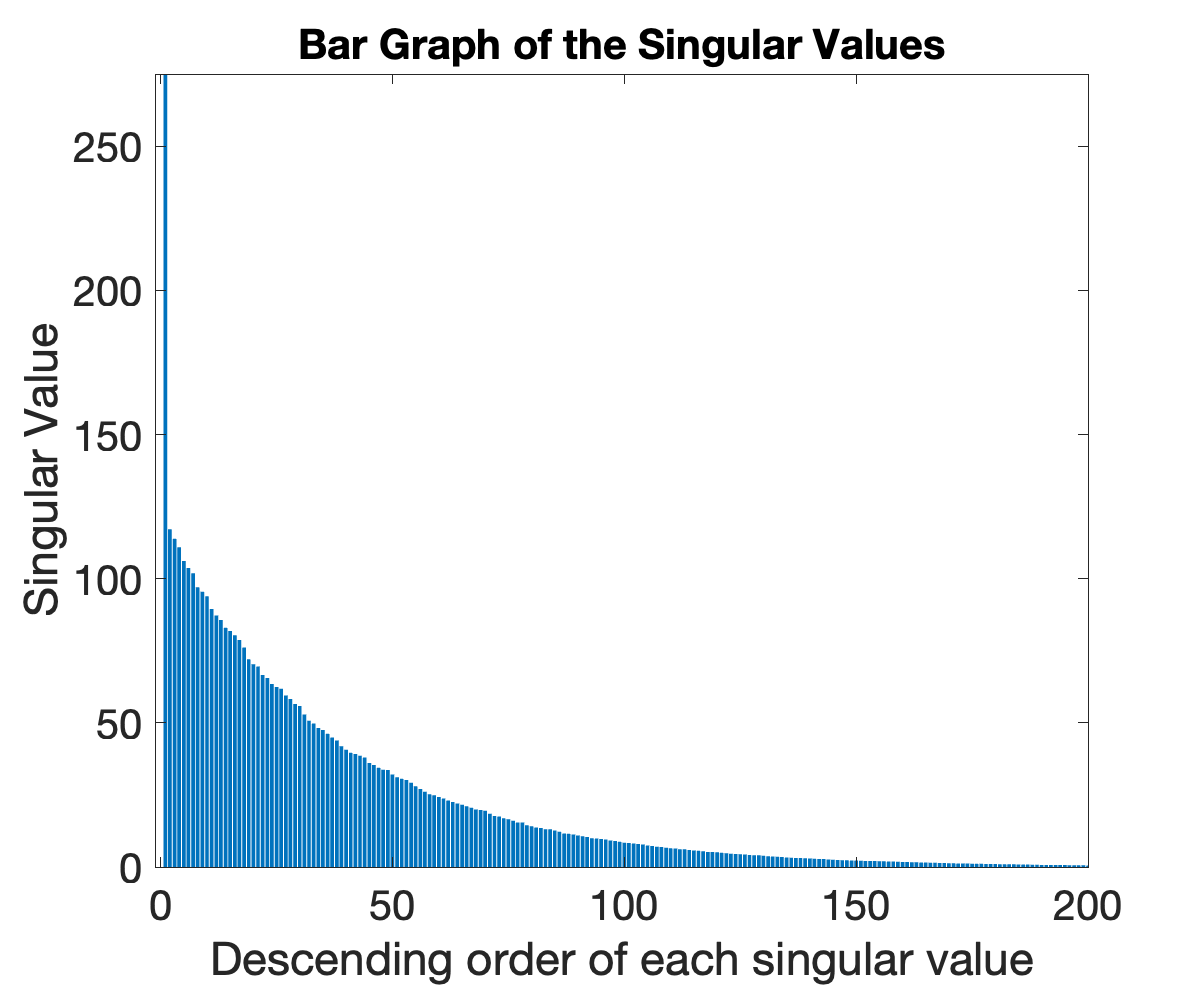 Bar Graph of the Singular Values
250
200
150
100
50
0
Singular Value
0 50 100 150 200
Descending order of each singular value